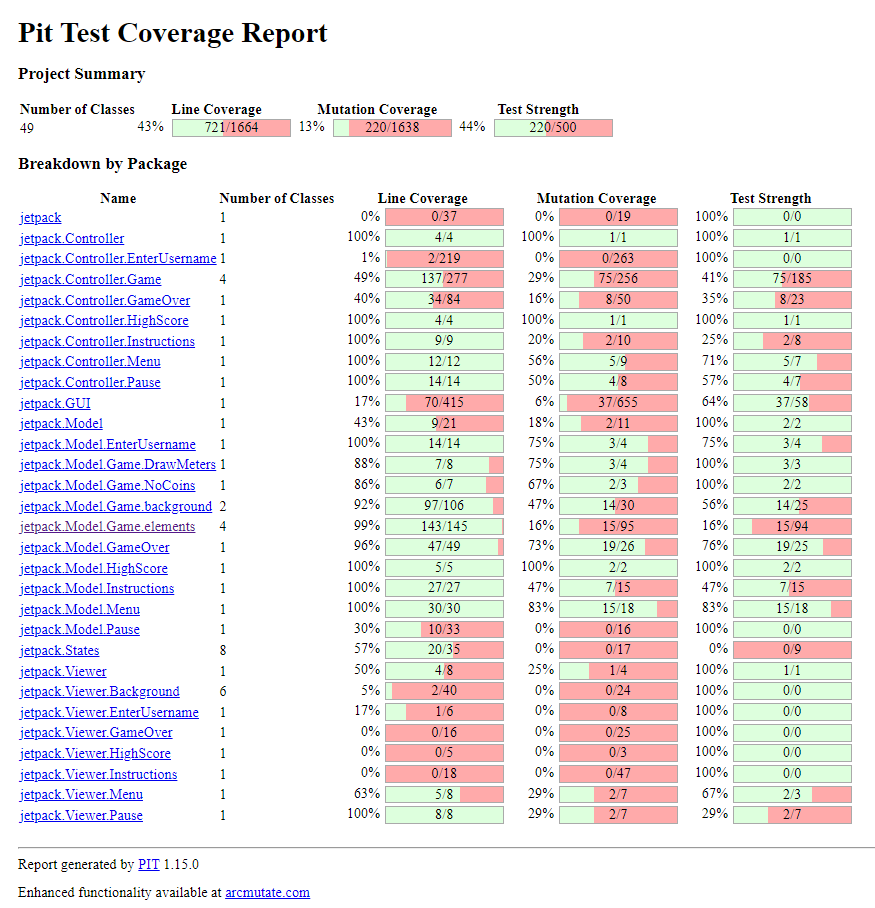 Pit Test Coverage Report
Project Summary
Number of Classes Line Coverage Mutation Coverage Test Strength
49 43% 721/1664 13% 220/1638 44% 220/500
Breakdown by Package
Name Number of Classes Line Coverage Mutation Coverage Test Strength
jetpack 1 0% 0/37 0% 0/19 100% 0/0
jetpack.Controller 1 100% 4/4 100% 1/1 100% 1/1
jetpack.Controller.EnterUsername 1 1% 2/219 0% 0/263 100% 0/0
jetpack.Controller.Game 4 49% 137/277 29% 75/256 41% 75/185
jetpack.Controller.GameOver 1 40% 34/84 16% 8/50 35% 8/23
jetpack.Controller.HighScore 1 100% 4/4 100% 1/1 100% 1/1
jetpack.Controller.Instructions 1 100% 9/9 20% 2/10 25% 2/8
jetpack.Controller.Menu 1 100% 12/12 56% 5/9 71% 5/7
jetpack.Controller.Pause 1 100% 14/14 50% 4/8 57% 4/7
jetpack.GUI 1 17% 70/415 6% 37/655 64% 37/58
jetpack.Model 1 43% 9/21 18% 2/11 100% 2/2
jetpack.Model.EnterUsername 1 100% 14/14 75% 3/4 75% 3/4
jetpack.Model.Game.DrawMeters 1 88% 7/8 75% 3/4 100% 3/3
jetpack.Model.Game.NoCoins 1 86% 6/7 67% 2/3 100% 2/2
jetpack.Model.Game.background 2 92% 97/106 47% 14/30 56% 14/25
jetpack.Model.Game.elements 4 99% 143/145 16% 15/95 16% 15/94
jetpack.Model.GameOver 1 96% 47/49 73% 19/26 76% 19/25
jetpack.Model.HighScore 1 100% 5/5 100% 2/2 100% 2/2
jetpack.Model.Instructions 1 100% 27/27 47% 7/15 47% 7/15
jetpack.Model.Menu 1 100% 30/30 83% 15/18 83% 15/18
jetpack.Model.Pause 1 30% 10/33 0% 0/16 100% 0/0
jetpack.States 8 57% 20/35 0% 0/17 0% 0/9
jetpack.Viewer 1 50% 4/8 25% 1/4 100% 1/1
jetpack.Viewer.Background 6 5% 2/40 0% 0/24 100% 0/0
jetpack.Viewer.EnterUsername 1 17% 1/6 0% 0/8 100% 0/0
jetpack.Viewer.GameOver 1 0% 0/16 0% 0/25 100% 0/0
jetpack.Viewer.HighScore 1 0% 0/5 0% 0/3 100% 0/0
jetpack.Viewer.Instructions 1 0% 0/18 0% 0/47 100% 0/0
jetpack.Viewer.Menu 1 63% 5/8 29% 2/7 67% 2/3
jetpack.Viewer.Pause 1 100% 8/8 29% 2/7 29% 2/7
Report generated by PIT 1.15.0
Enhanced functionality available at arcmutate.com